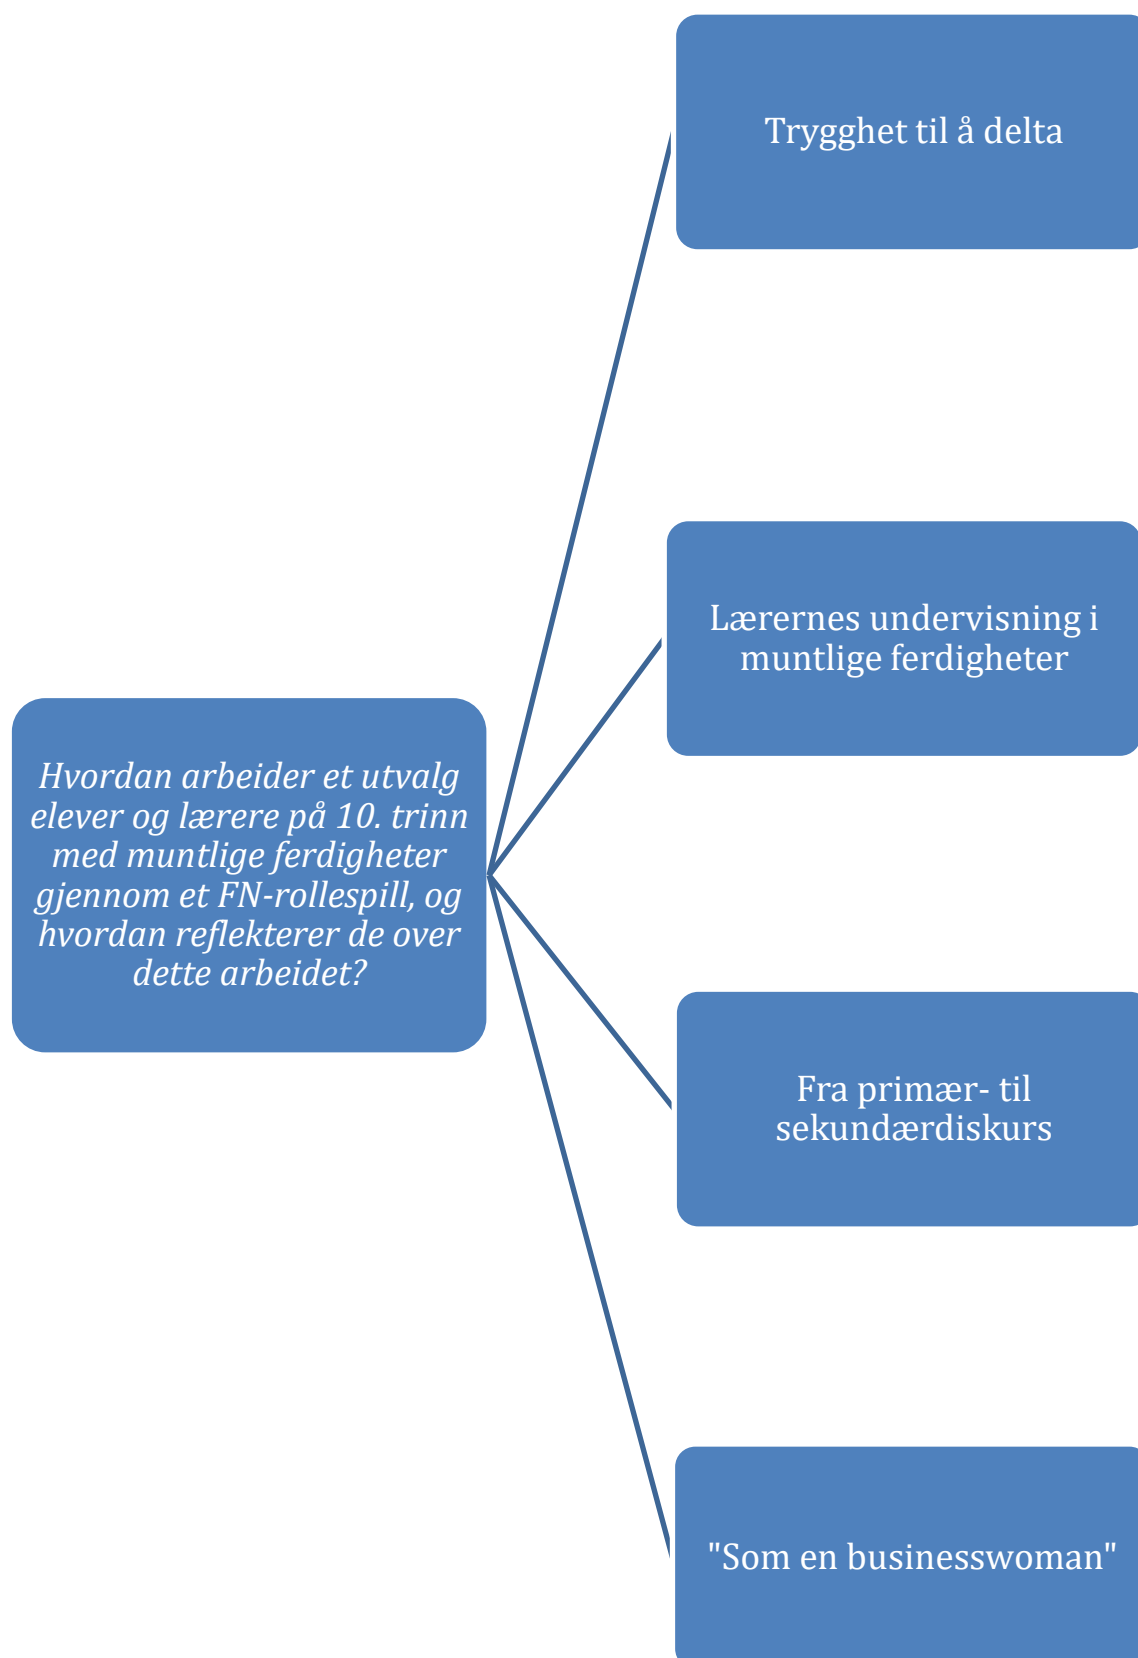 Trygghet til å delta
Lærernes undervisning i
muntlige ferdigheter
Hvordan arbeider et utvalg
elever og lærere på 10. trinn
med muntlige ferdigheter
gjennom et FN-rollespill, og
hvordan reflekterer de over
dette arbeidet?
Fra primær- til
sekundærdiskurs
"Som en businesswoman"